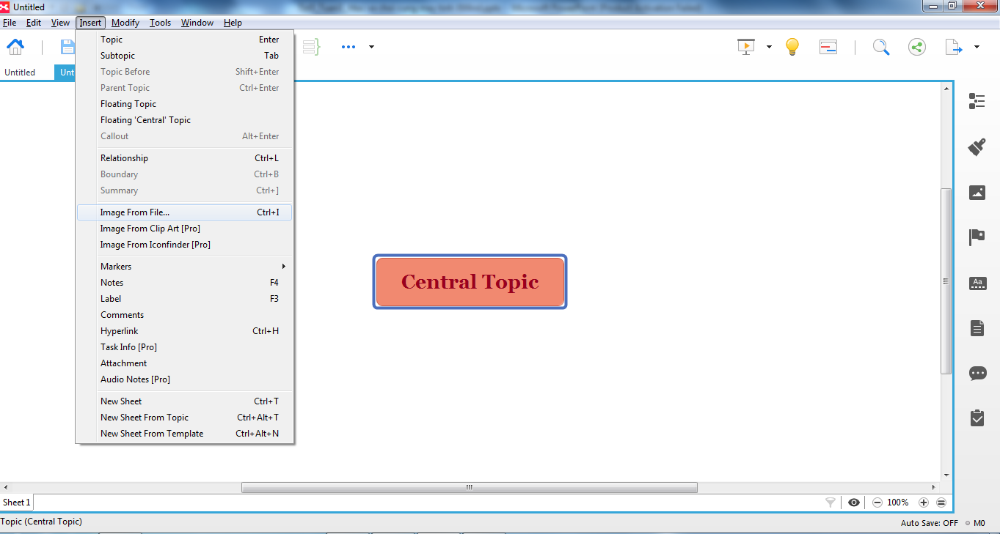 Untitled
File Edit View Insert Modify Tools Window Help
Untitled Unt
Topic Enter
Subtopic Tab
Topic Before Shift+Enter
Parent Topic Ctrl+Enter
Floating Topic
Floating 'Central' Topic
Callout Alt+Enter
Relationship Ctrl+L
Boundary Ctrl+B
Summary Ctrl+]
Image From File... Ctrl+I
Image From Clip Art [Pro]
Image From Iconfinder [Pro]
Markers
Notes F4
Label F3
Comments
Hyperlink Ctrl+H
Task Info [Pro]
Attachment
Audio Notes [Pro]
New Sheet Ctrl+T
New Sheet From Topic Ctrl+Alt+T
New Sheet From Template Ctrl+Alt+N
Central Topic
Aa
Sheet 1 100%
Topic (Central Topic) Auto Save: OFF M0